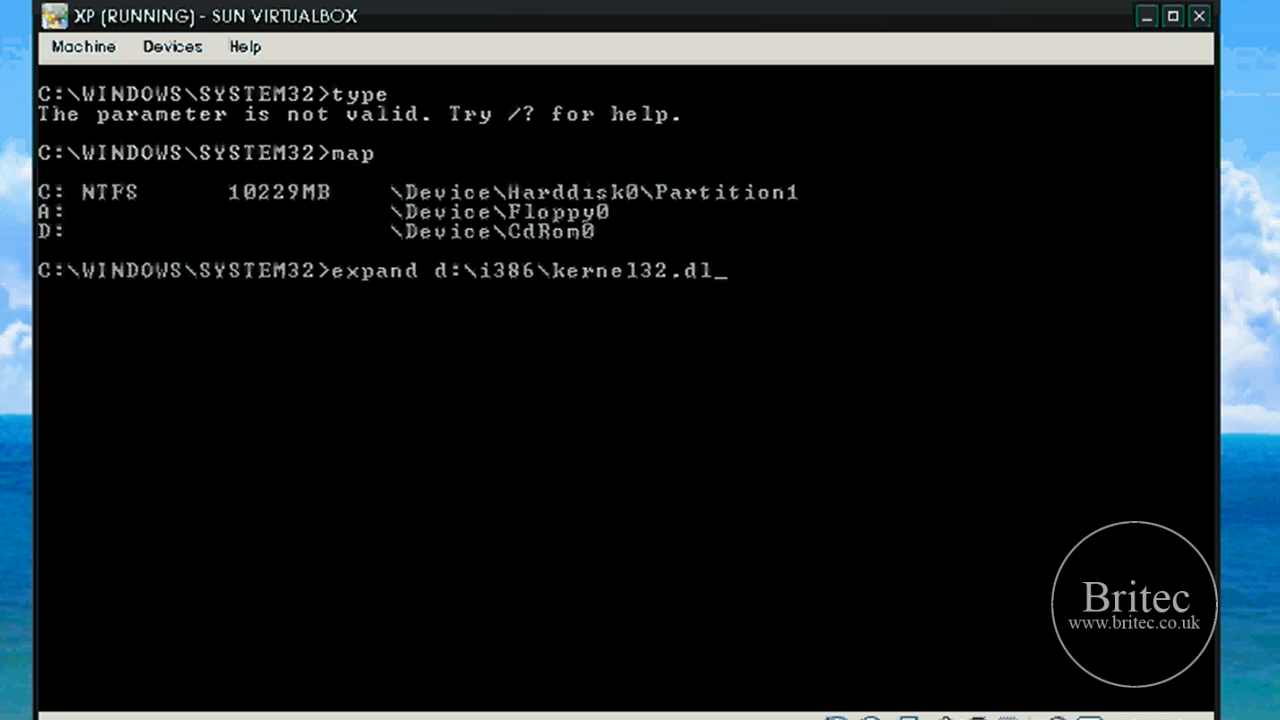 XP (RUNNING) - SUN VIRTUALBOX
Machine Devices Help
C:\WINDOWS\SYSTEM32>type
The parameter is not valid. Try /? for help.
C:\WINDOWS\SYSTEM32>map
C: NTFS 10229MB \Device\Harddisk0\Partition1
A: \Device\Floppy0
D: \Device\CdRom0
C:\WINDOWS\SYSTEM32>expand d:\i386\kernel32.dl_
Britec
www.britec.co.uk